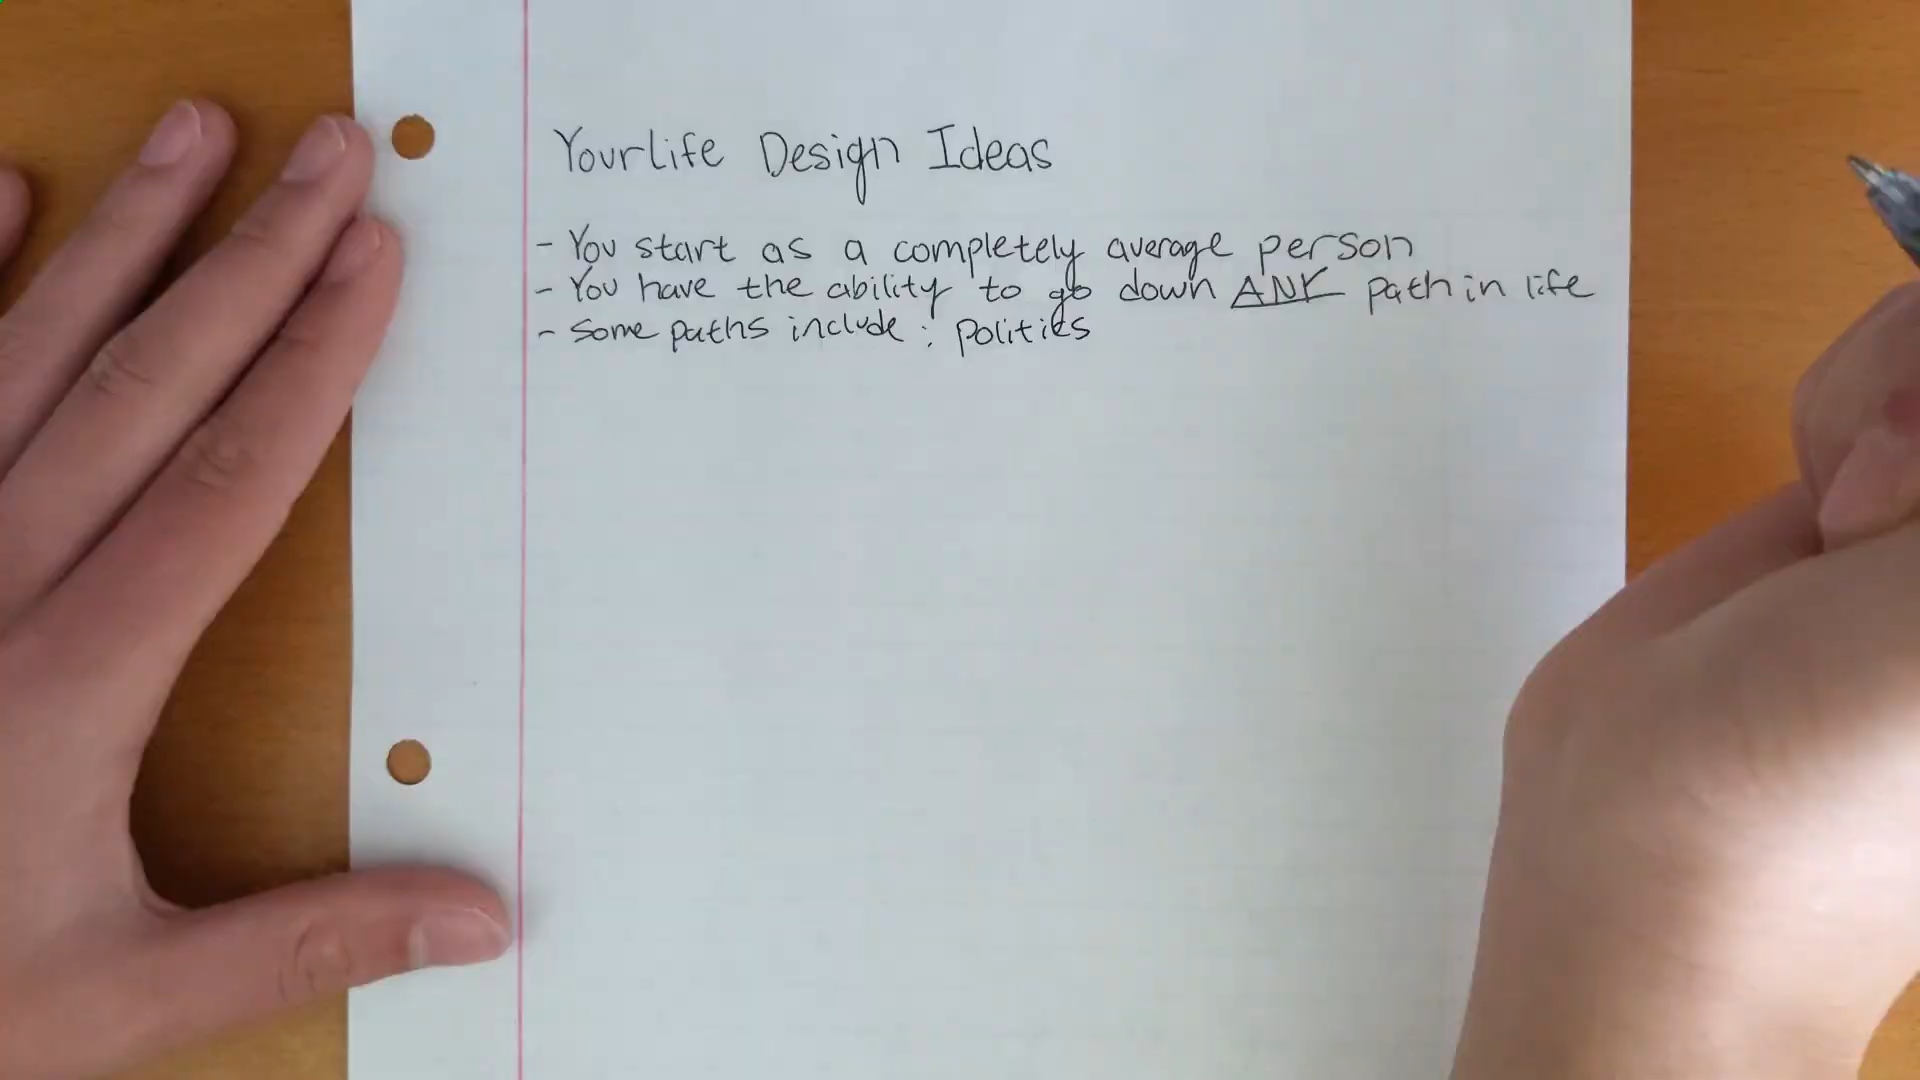 YourLife Design Ideas
- You start as a completely average person
- You have the ability to go down ANY path in life
- Some paths include: Politics